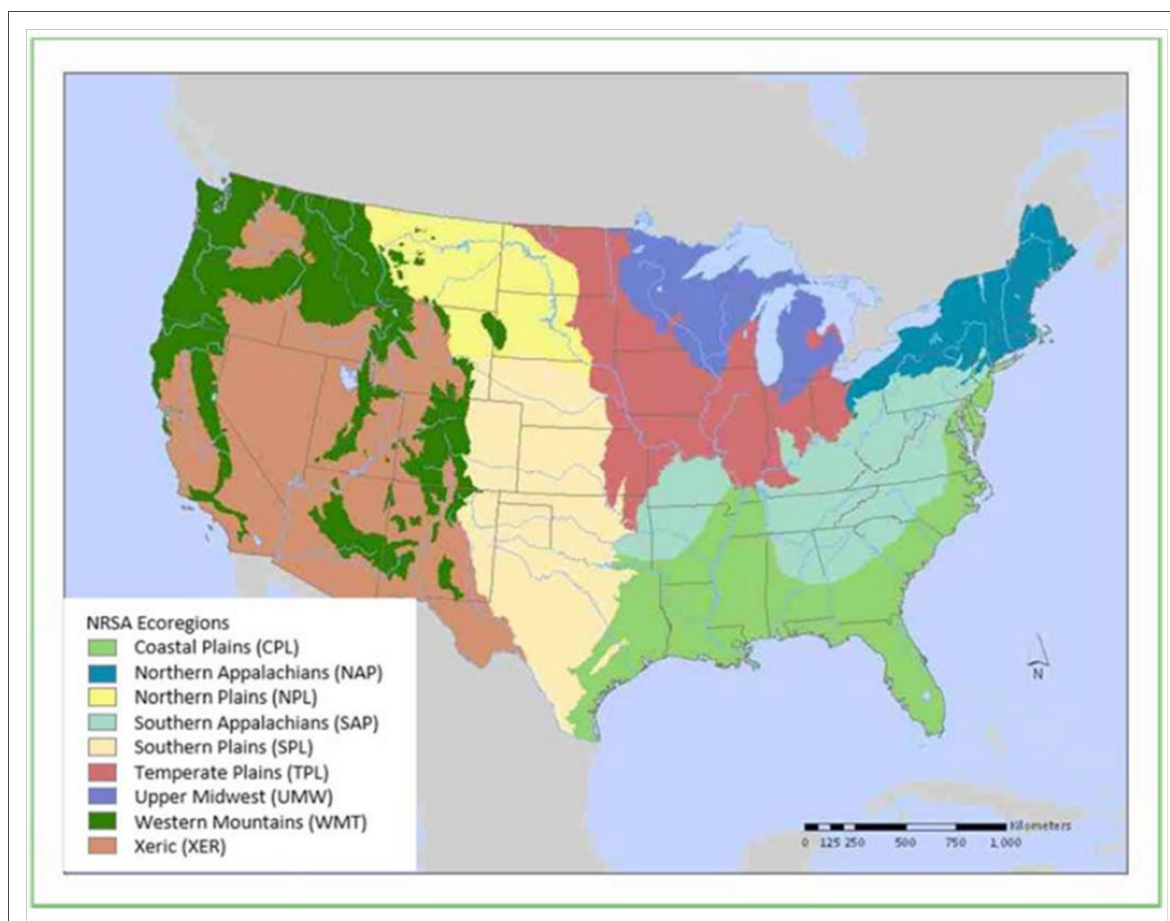 NRSA Ecoregions
Coastal Plains (CPL)
Northern Appalachians (NAP)
Northern Plains (NPL)
Southern Appalachians (SAP)
Southern Plains (SPL)
Temperate Plains (TPL)
Upper Midwest (UMW)
Western Mountains (WMT)
Xeric (XER)
N
Kilometers
0 125 250 500 750 1,000